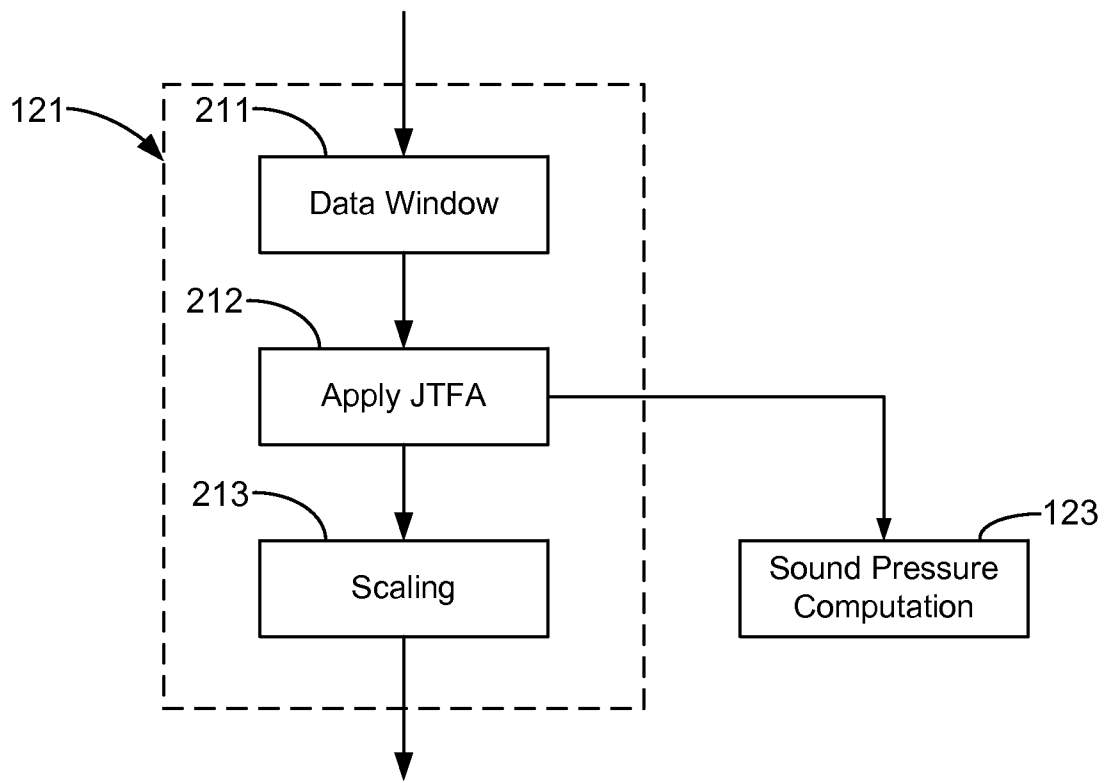 121
211
Data Window
212
Apply JTFA
213
Scaling
123
Sound Pressure
Computation